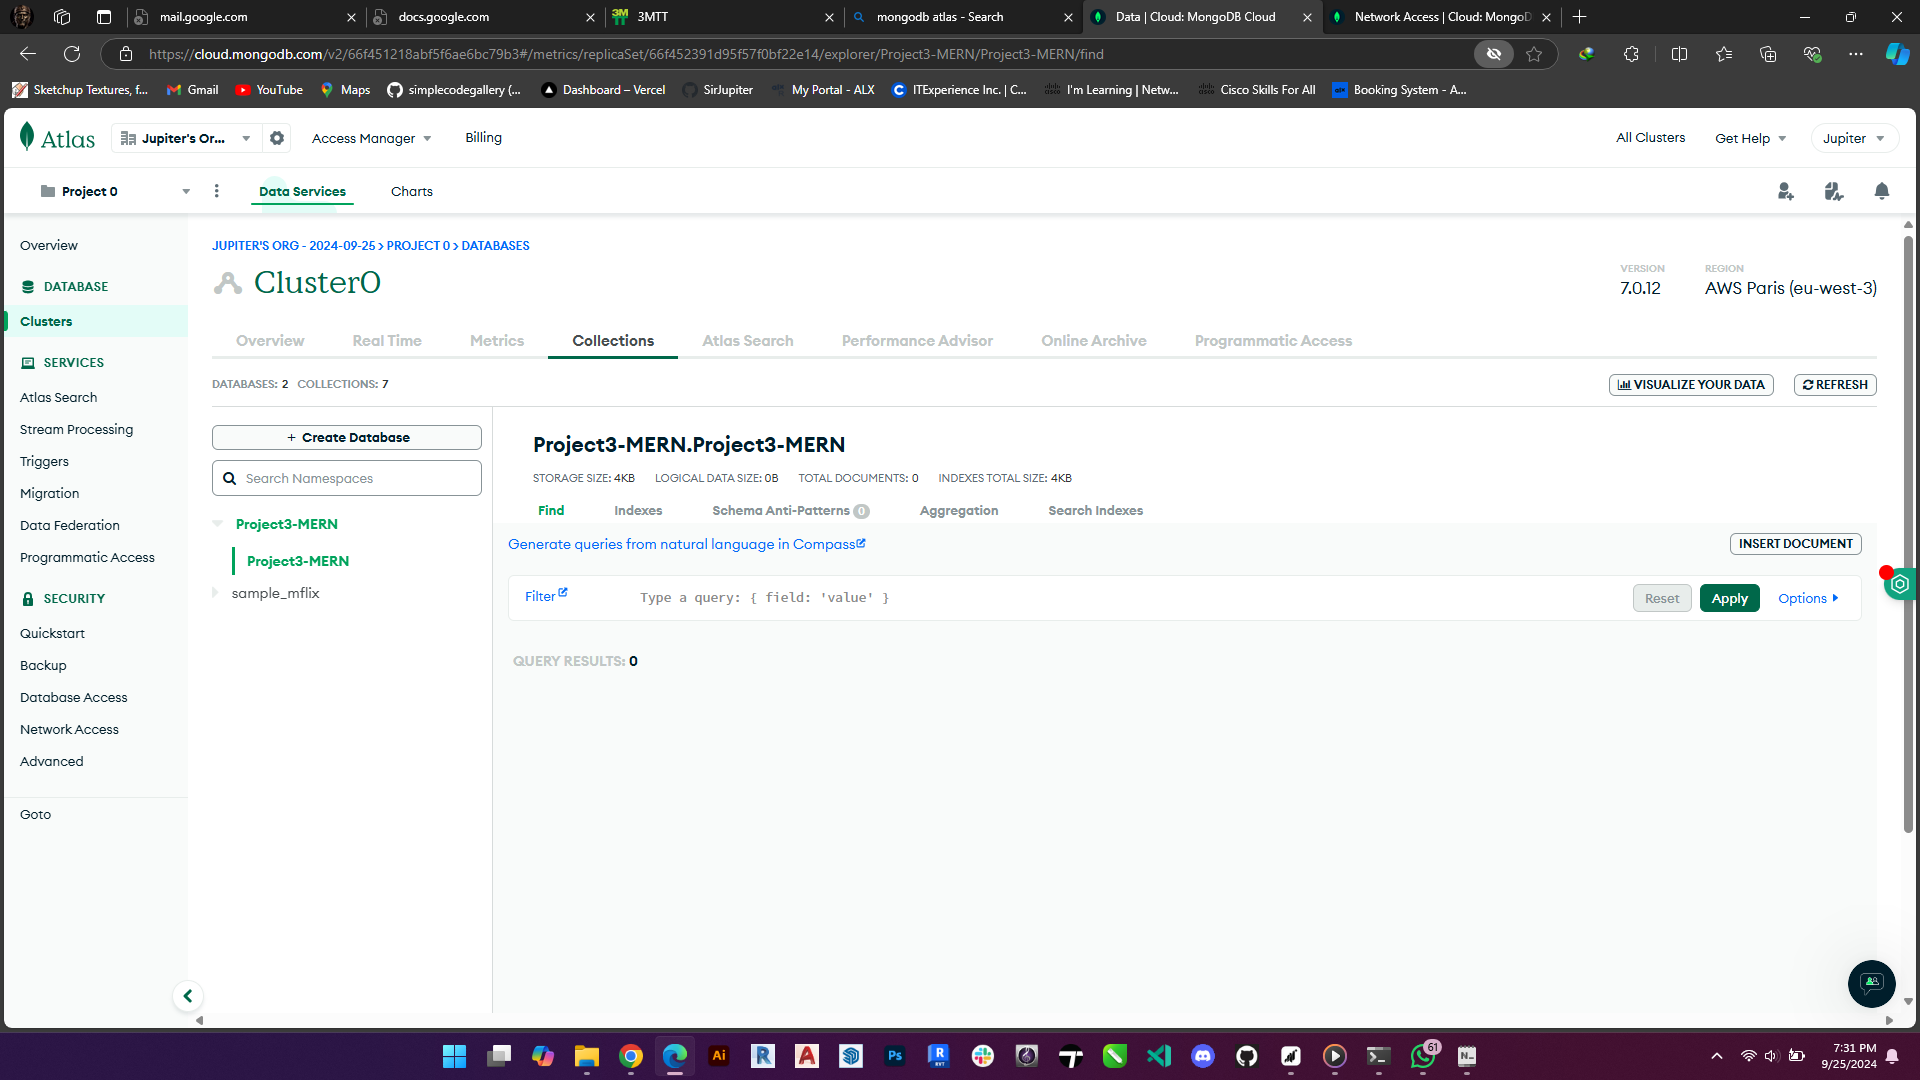 mail.google.com
docs.google.com
3MTT
mongodb atlas - Search
Data | Cloud: MongoDB Cloud
Network Access | Cloud: MongoD
https://cloud.mongodb.com/v2/66f451218abf5f6ae6bc79b3#/metrics/replicaSet/66f452391d95f57f0bf22e14/explorer/Project3-MERN/Project3-MERN/find
Sketchup Textures, f... Gmail YouTube Maps simplecodegallery (... Dashboard – Vercel SirJupiter My Portal - ALX ITExperience Inc. | C... I'm Learning | Netw... Cisco Skills For All Booking System - A...
Atlas Jupiter's Or... Access Manager Billing All Clusters Get Help Jupiter
Project 0 Data Services Charts
Overview
DATABASE
Clusters
SERVICES
Atlas Search
Stream Processing
Triggers
Migration
Data Federation
Programmatic Access
SECURITY
Quickstart
Backup
Database Access
Network Access
Advanced
Goto
JUPITER'S ORG - 2024-09-25 > PROJECT 0 > DATABASES
Cluster0
VERSION
7.0.12
REGION
AWS Paris (eu-west-3)
Overview Real Time Metrics Collections Atlas Search Performance Advisor Online Archive Programmatic Access
DATABASES: 2 COLLECTIONS: 7
VISUALIZE YOUR DATA
REFRESH
+ Create Database
Search Namespaces
Project3-MERN
Project3-MERN
sample_mflix
Project3-MERN.Project3-MERN
STORAGE SIZE: 4KB LOGICAL DATA SIZE: 0B TOTAL DOCUMENTS: 0 INDEXES TOTAL SIZE: 4KB
Find Indexes Schema Anti-Patterns 0 Aggregation Search Indexes
Generate queries from natural language in Compass
INSERT DOCUMENT
Filter Type a query: { field: 'value' } Reset Apply Options
QUERY RESULTS: 0
Ai Ps
61
7:31 PM
9/25/2024